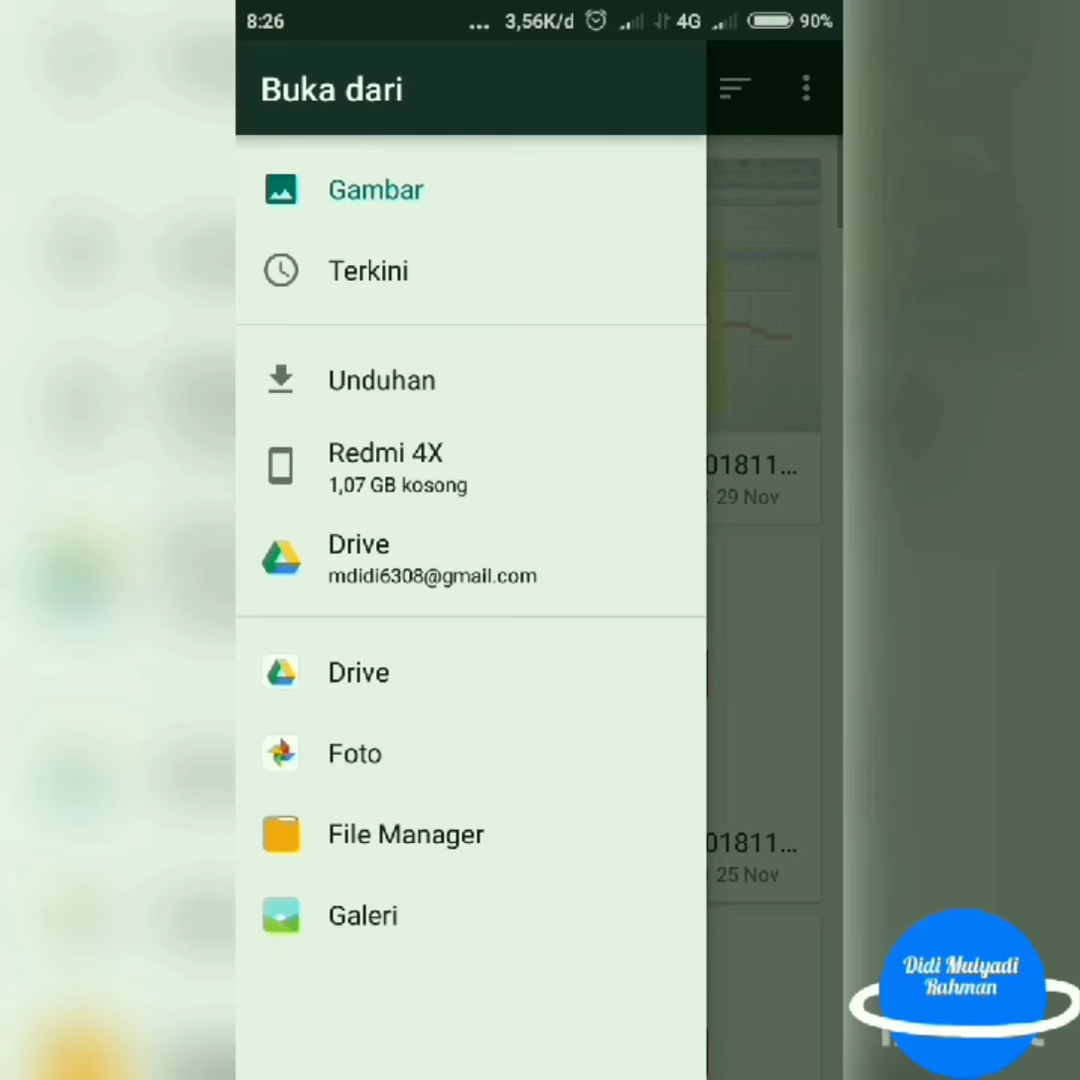 8:26
... 3,56K/d 4G 90%
Buka dari
Gambar
Terkini
Unduhan
Redmi 4X
1,07 GB kosong
Drive
mdidi6308@gmail.com
Drive
Foto
File Manager
Galeri
01811...
29 Nov
01811...
25 Nov
Didi Mulyadi
Rahman